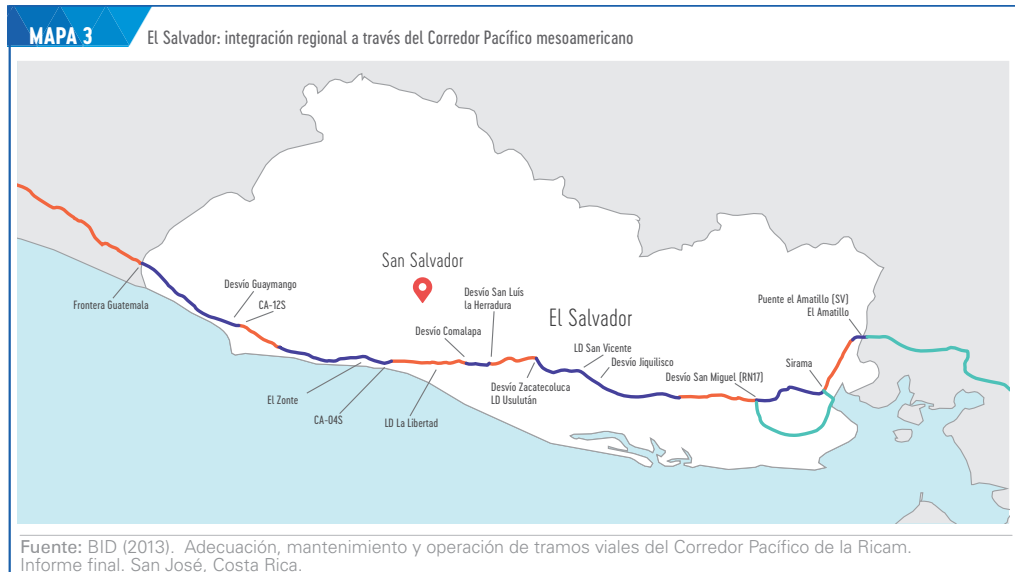 MAPA 3
El Salvador: integración regional a través del Corredor Pacífico mesoamericano
Frontera Guatemala
Desvío Guaymango
CA-12S
San Salvador
El Zonte
CA-04S
LD La Libertad
Desvío Comalapa
Desvío San Luís
la Herradura
El Salvador
Desvío Zacatecoluca
LD Usulután
LD San Vicente
Desvío Jiquilisco
Desvío San Miguel (RN17)
Sirama
Puente el Amatillo (SV)
El Amatillo
Fuente: BID (2013). Adecuación, mantenimiento y operación de tramos viales del Corredor Pacífico de la Ricam.
Informe final. San José, Costa Rica.